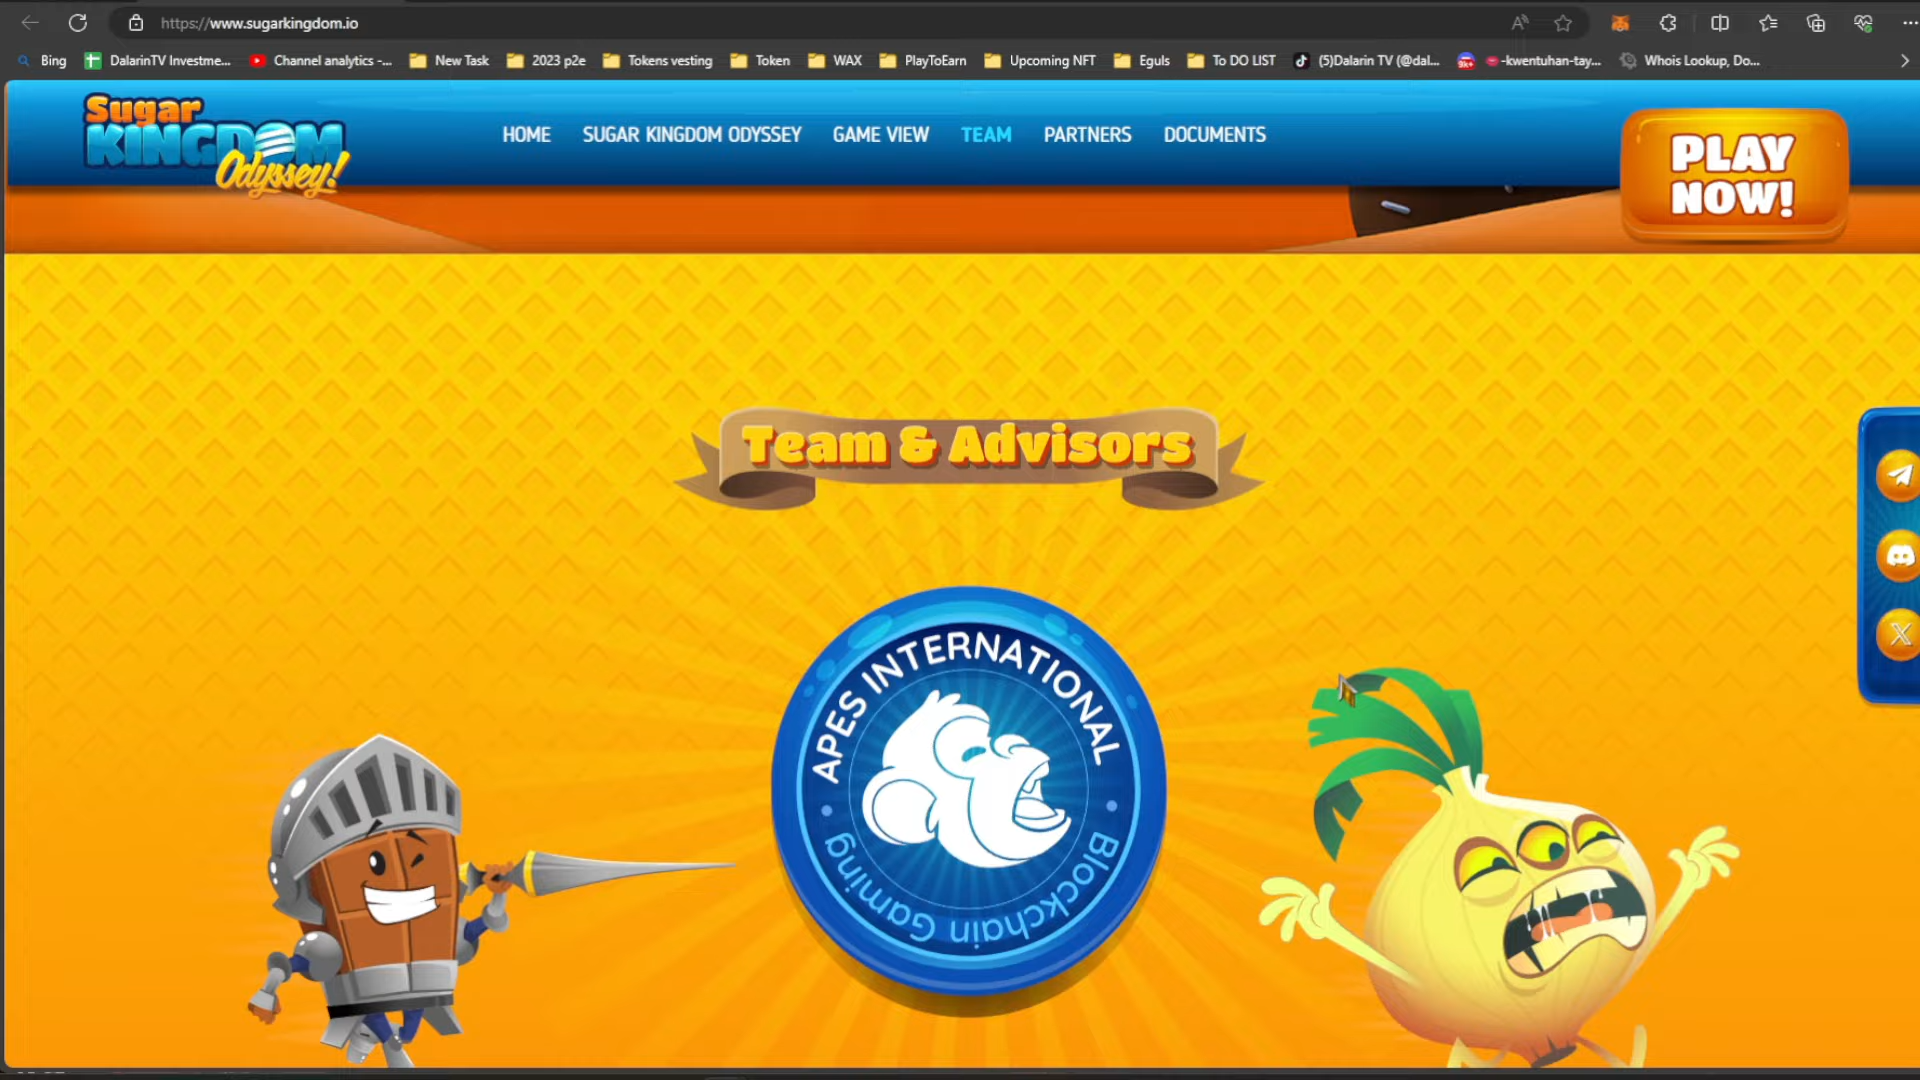 https://www.sugarkingdom.io
Bing
DalarinTV Investme...
Channel analytics -...
New Task
2023 p2e
Tokens vesting
Token
WAX
PlayToEarn
Upcoming NFT
Eguls
To DO LIST
(5)Dalarin TV (@dal...
-kwentuhan-tay...
Whois Lookup, Do...
Sugar
KINGDOM
Odyssey!
HOME
SUGAR KINGDOM ODYSSEY
GAME VIEW
TEAM
PARTNERS
DOCUMENTS
PLAY
NOW!
Team & Advisors
APES INTERNATIONAL
Blockchain Gaming